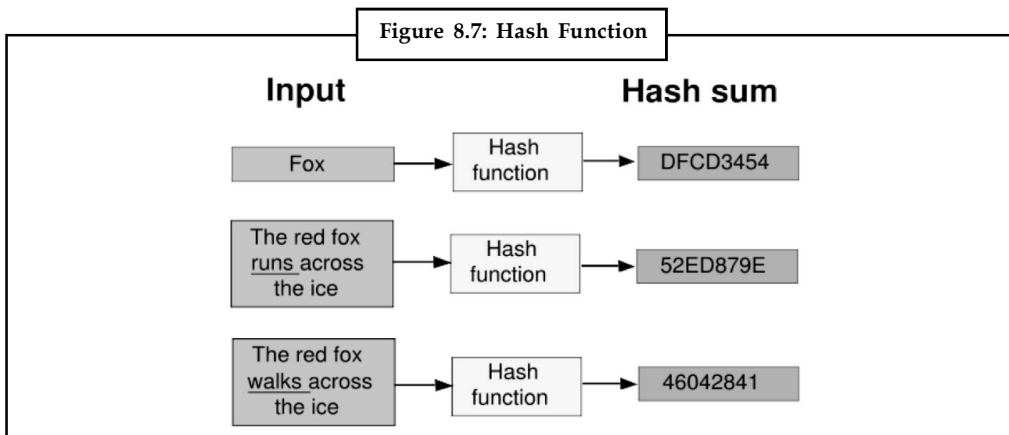 Figure 8.7: Hash Function
Input
Hash sum
Fox
Hash
function
DFCD3454
The red fox
runs across
the ice
Hash
function
52ED879E
The red fox
walks across
the ice
Hash
function
46042841